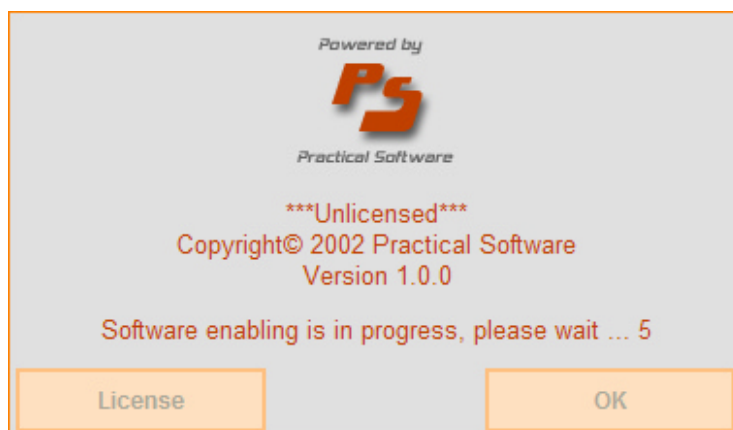 Powered by
PS
Practical Software
***Unlicensed***
Copyright© 2002 Practical Software
Version 1.0.0
Software enabling is in progress, please wait ... 5
License
OK